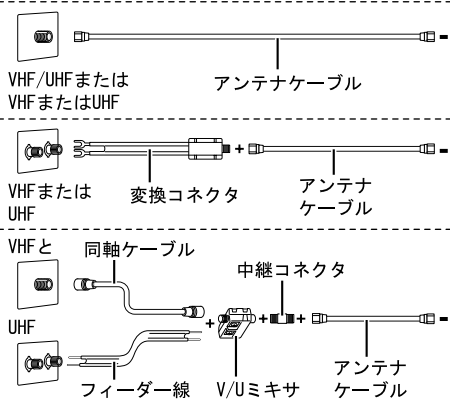 VHF/UHFまたは
VHFまたはUHF
アンテナケーブル
VHFまたは
UHF
変換コネクタ
+
アンテナ
ケーブル
VHFと
同軸ケーブル
中継コネクタ
+ + +
UHF
フィーダー線
V/Uミキサ
アンテナ
ケーブル